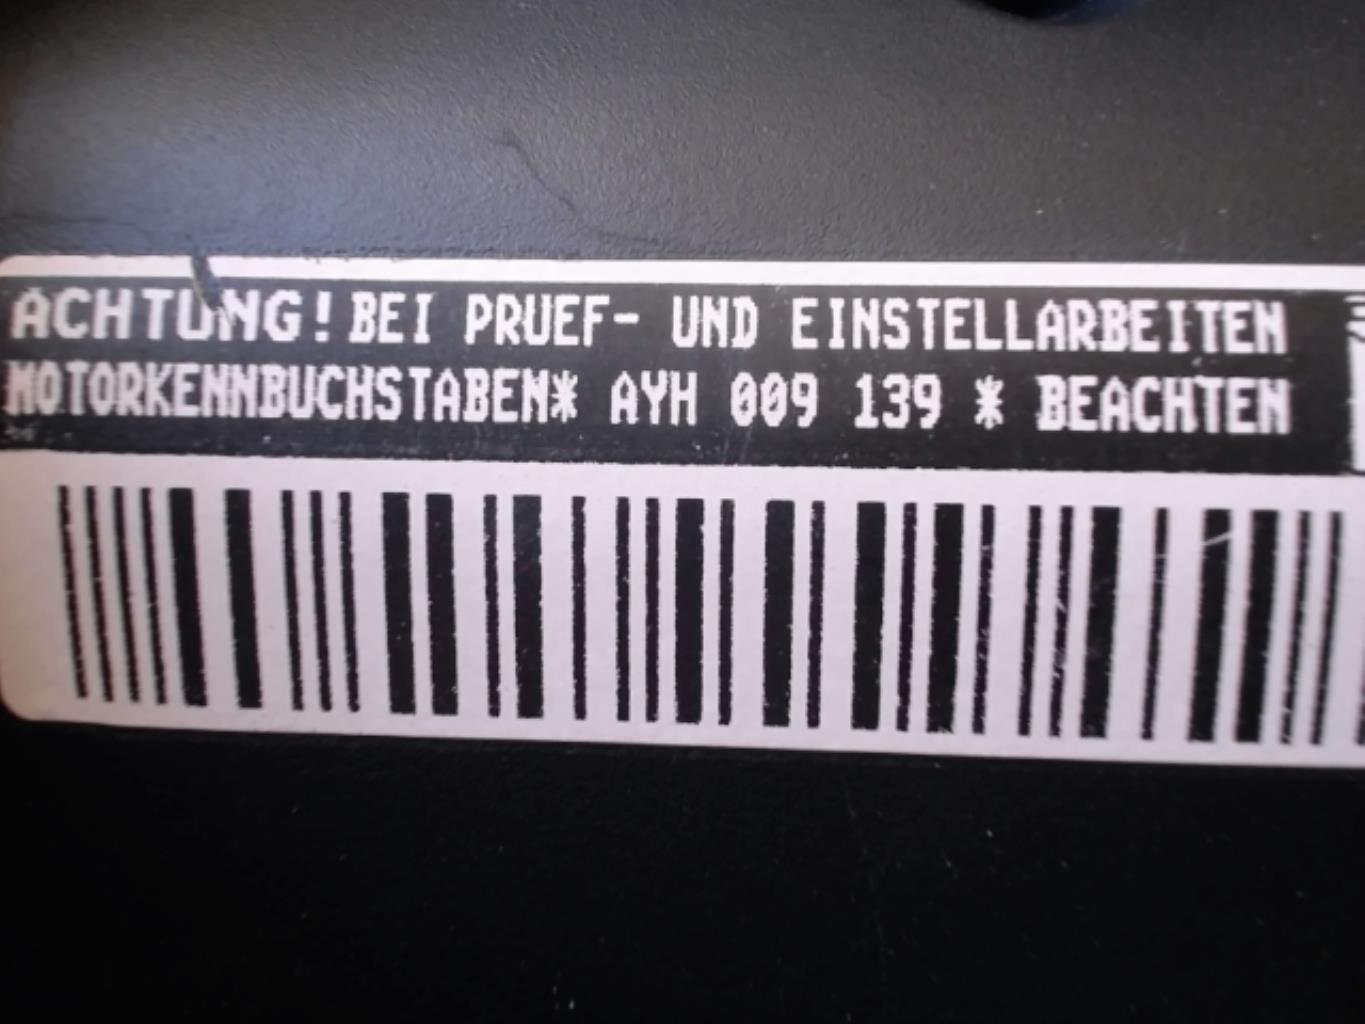 ACHTUNG! BEI PRUEF- UND EINSTELLARBEITEN
MOTORKENNBUCHSTABEN* AYH 009 139 * BEACHTEN